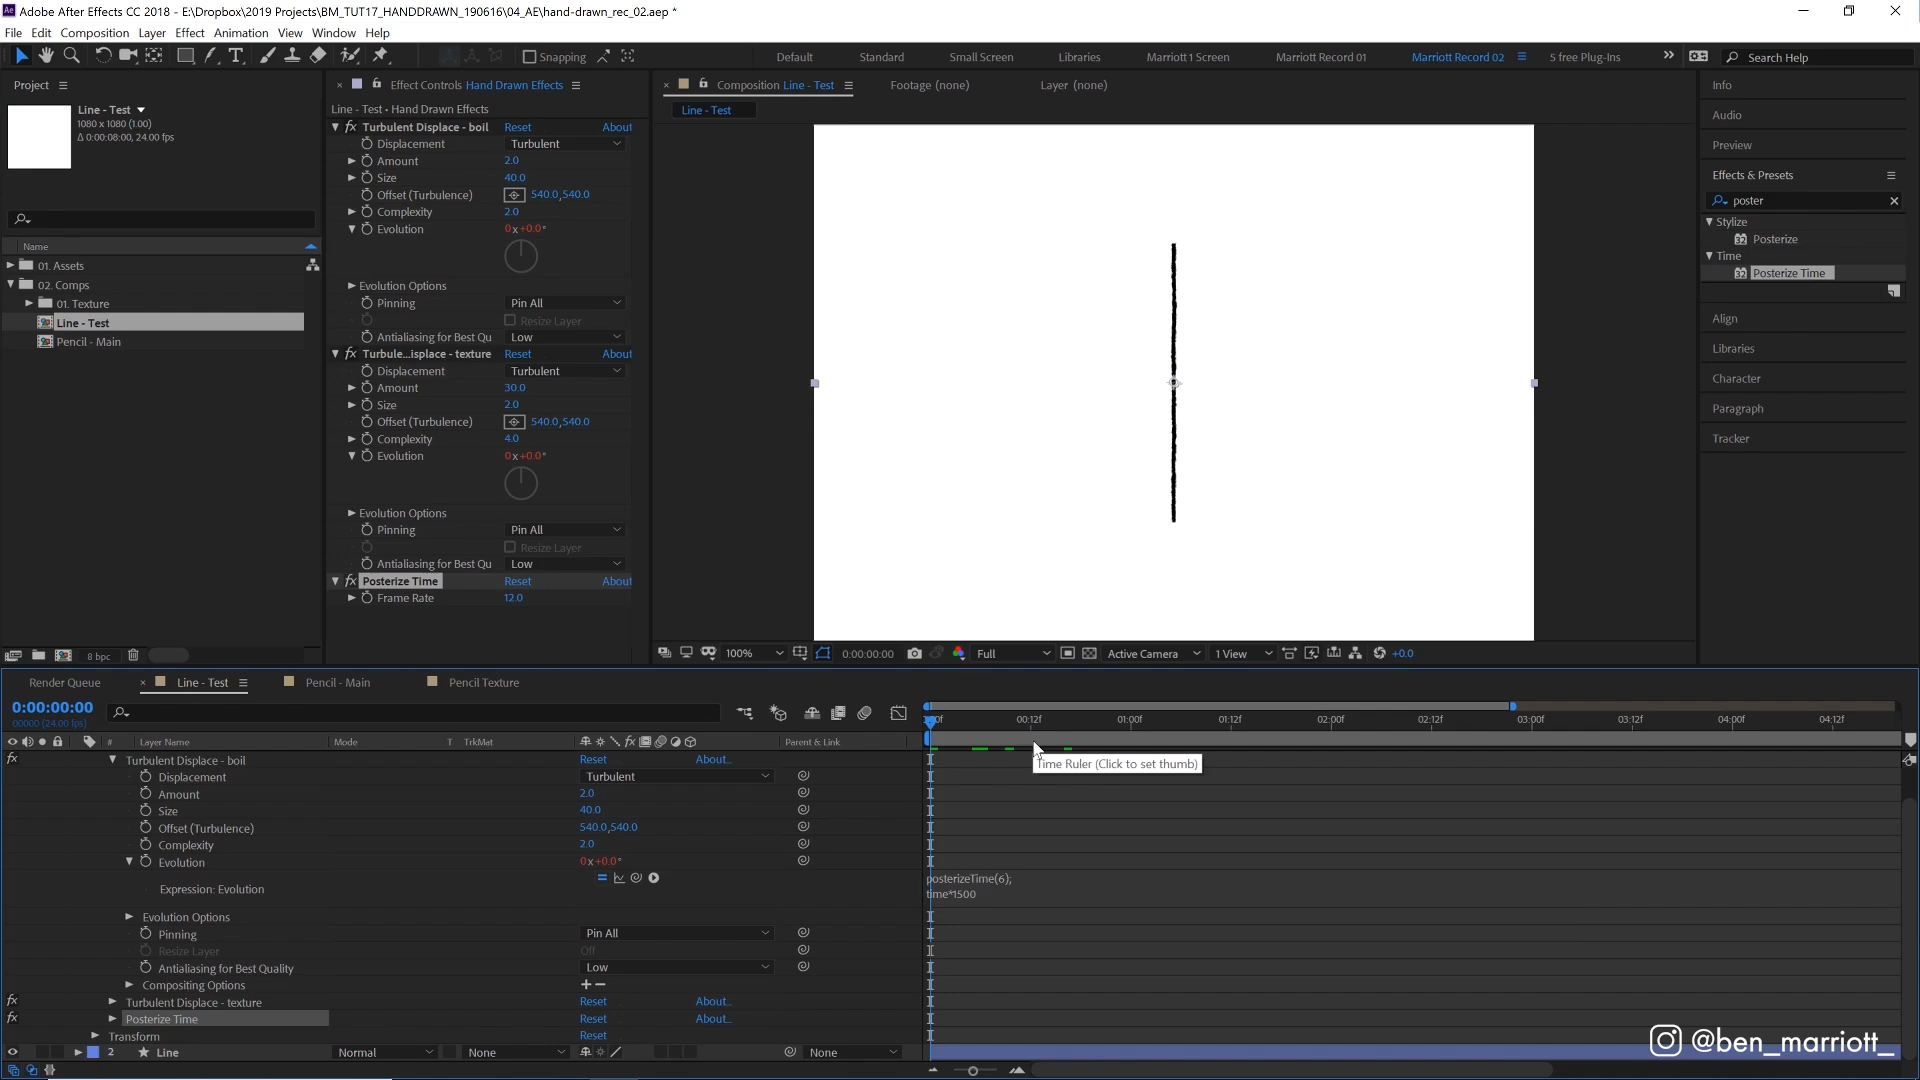 Adobe After Effects CC 2018 - E:\Dropbox\2019 Projects\BM_TUT17_HANDDRAWN_190616\04_AE\hand-drawn_rec_02.aep *
File Edit Composition Layer Effect Animation View Window Help
Snapping Default Standard Small Screen Libraries Marriott 1 Screen Marriott Record 01 Marriott Record 02 5 free Plug-Ins Search Help
Project
Line - Test
1080 x 1080 (1.00)
Δ 0:00:08:00, 24.00 fps
Name
01. Assets
02. Comps
01. Texture
Line - Test
Pencil - Main
8 bpc
Effect Controls Hand Drawn Effects
Line - Test • Hand Drawn Effects
fx Turbulent Displace - boil Reset About
Displacement Turbulent
Amount 2.0
Size 40.0
Offset (Turbulence) 540.0,540.0
Complexity 2.0
Evolution 0x+0.0°
Evolution Options
Pinning Pin All
Resize Layer
Antialiasing for Best Qu Low
fx Turbule...isplace - texture Reset About
Displacement Turbulent
Amount 30.0
Size 2.0
Offset (Turbulence) 540.0,540.0
Complexity 4.0
Evolution 0x+0.0°
Evolution Options
Pinning Pin All
Resize Layer
Antialiasing for Best Qu Low
fx Posterize Time Reset About
Frame Rate 12.0
Composition Line - Test Footage (none) Layer (none)
Line - Test
100% 0:00:00:00 Full Active Camera 1 View +0.0
Info
Audio
Preview
Effects & Presets
poster
Stylize
32 Posterize
Time
32 Posterize Time
Align
Libraries
Character
Paragraph
Tracker
Render Queue Line - Test Pencil - Main Pencil Texture
0:00:00:00
00000 (24.00 fps)
00f 00:12f 01:00f 01:12f 02:00f 02:12f 03:00f 03:12f 04:00f 04:12f
# Layer Name Mode T TrkMat fx Parent & Link
Time Ruler (Click to set thumb)
fx Turbulent Displace - boil Reset About...
Displacement Turbulent
Amount 2.0
Size 40.0
Offset (Turbulence) 540.0,540.0
Complexity 2.0
Evolution 0x+0.0°
Expression: Evolution
posterizeTime(6);
time*1500
Evolution Options
Pinning Pin All
Resize Layer Off
Antialiasing for Best Quality Low
Compositing Options
fx Turbulent Displace - texture Reset About...
fx Posterize Time Reset About...
Transform Reset
2 Line Normal None None
@ben_marriott_